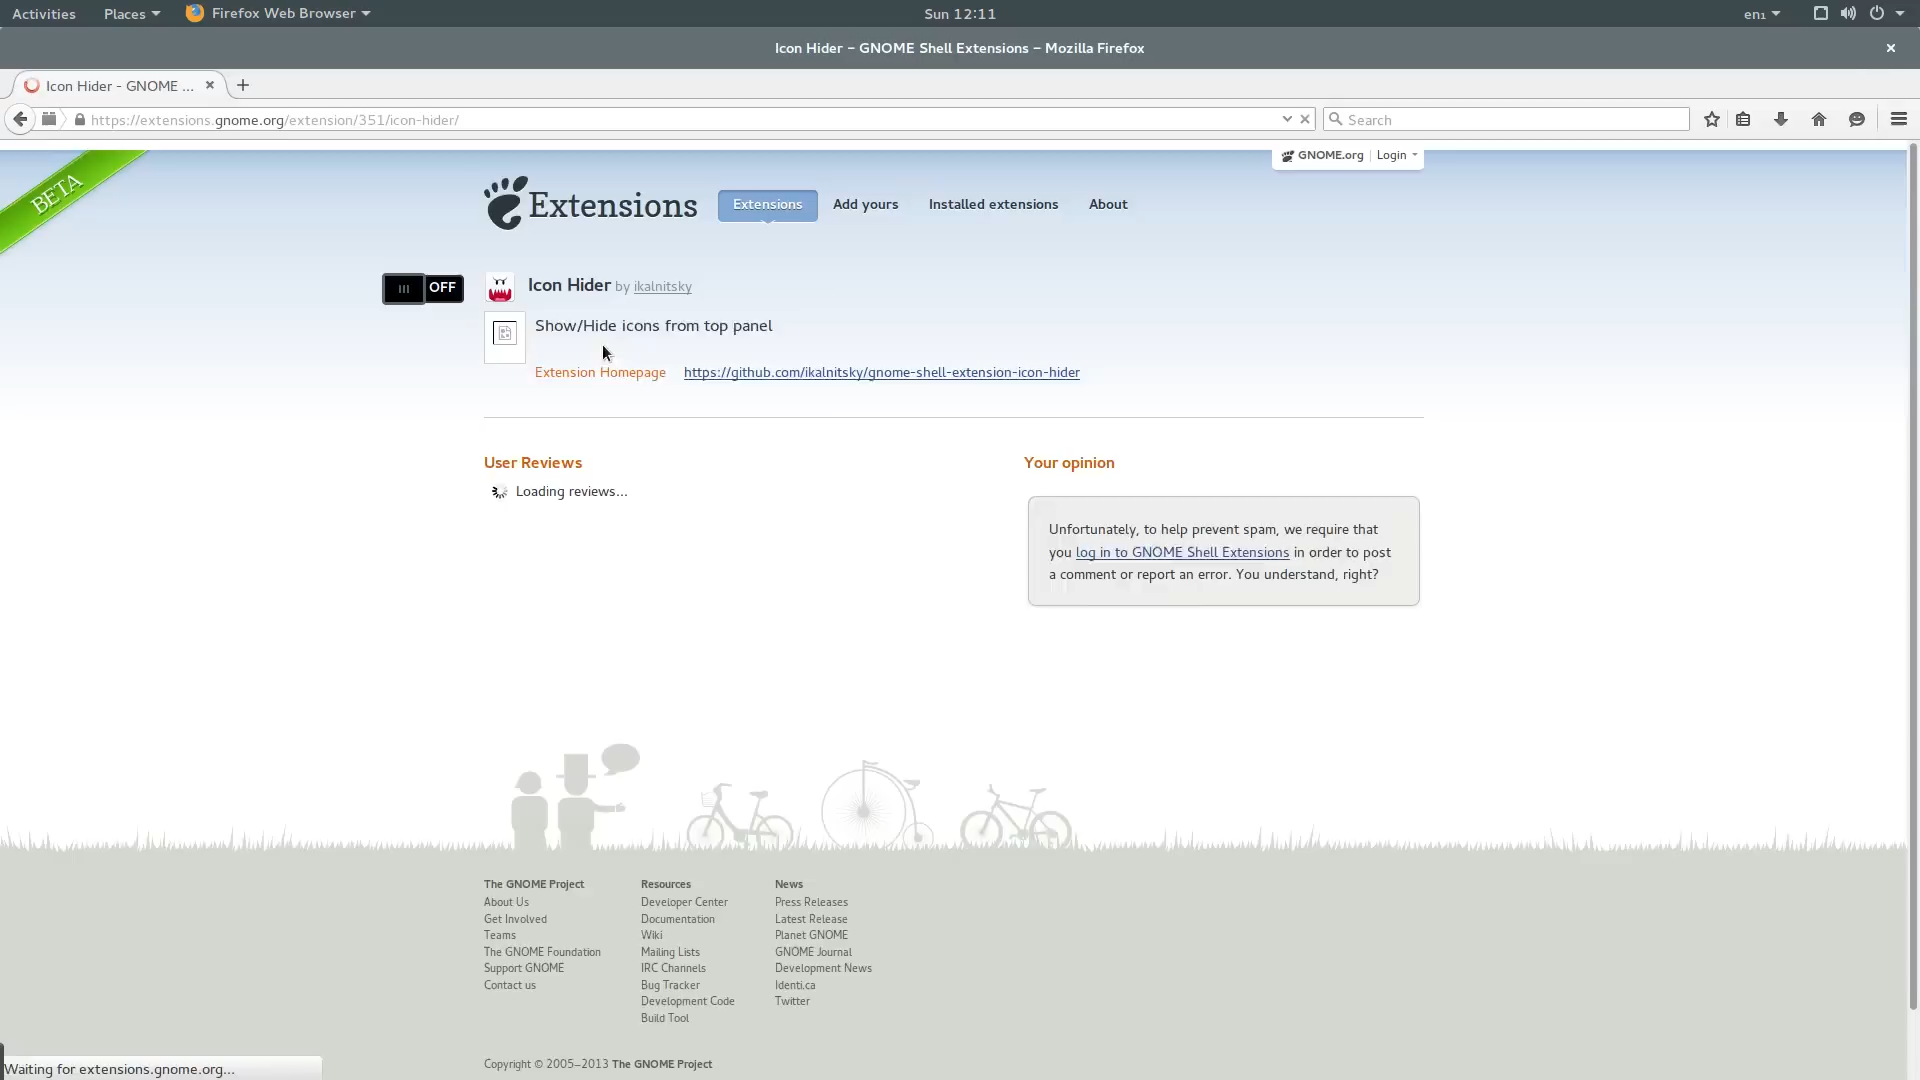 Activities Places Firefox Web Browser Sun 12:11 en₁
Icon Hider – GNOME Shell Extensions – Mozilla Firefox
Icon Hider - GNOME ...
https://extensions.gnome.org/extension/351/icon-hider/ Search
BETA
GNOME.org Login
Extensions Extensions Add yours Installed extensions About
OFF Icon Hider by ikalnitsky
Show/Hide icons from top panel
Extension Homepage https://github.com/ikalnitsky/gnome-shell-extension-icon-hider
User Reviews
Loading reviews...
Your opinion
Unfortunately, to help prevent spam, we require that
you log in to GNOME Shell Extensions in order to post
a comment or report an error. You understand, right?
The GNOME Project
About Us
Get Involved
Teams
The GNOME Foundation
Support GNOME
Contact us
Resources
Developer Center
Documentation
Wiki
Mailing Lists
IRC Channels
Bug Tracker
Development Code
Build Tool
News
Press Releases
Latest Release
Planet GNOME
GNOME Journal
Development News
Identi.ca
Twitter
Copyright © 2005–2013 The GNOME Project
Waiting for extensions.gnome.org...